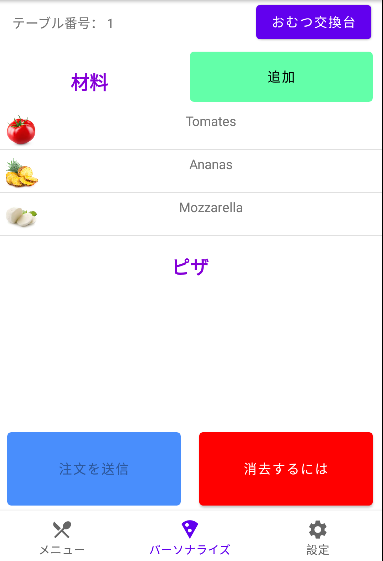 テーブル番号： 1
おむつ交換台
材料
追加
Tomates
Ananas
Mozzarella
ピザ
注文を送信
消去するには
メニュー
パーソナライズ
設定